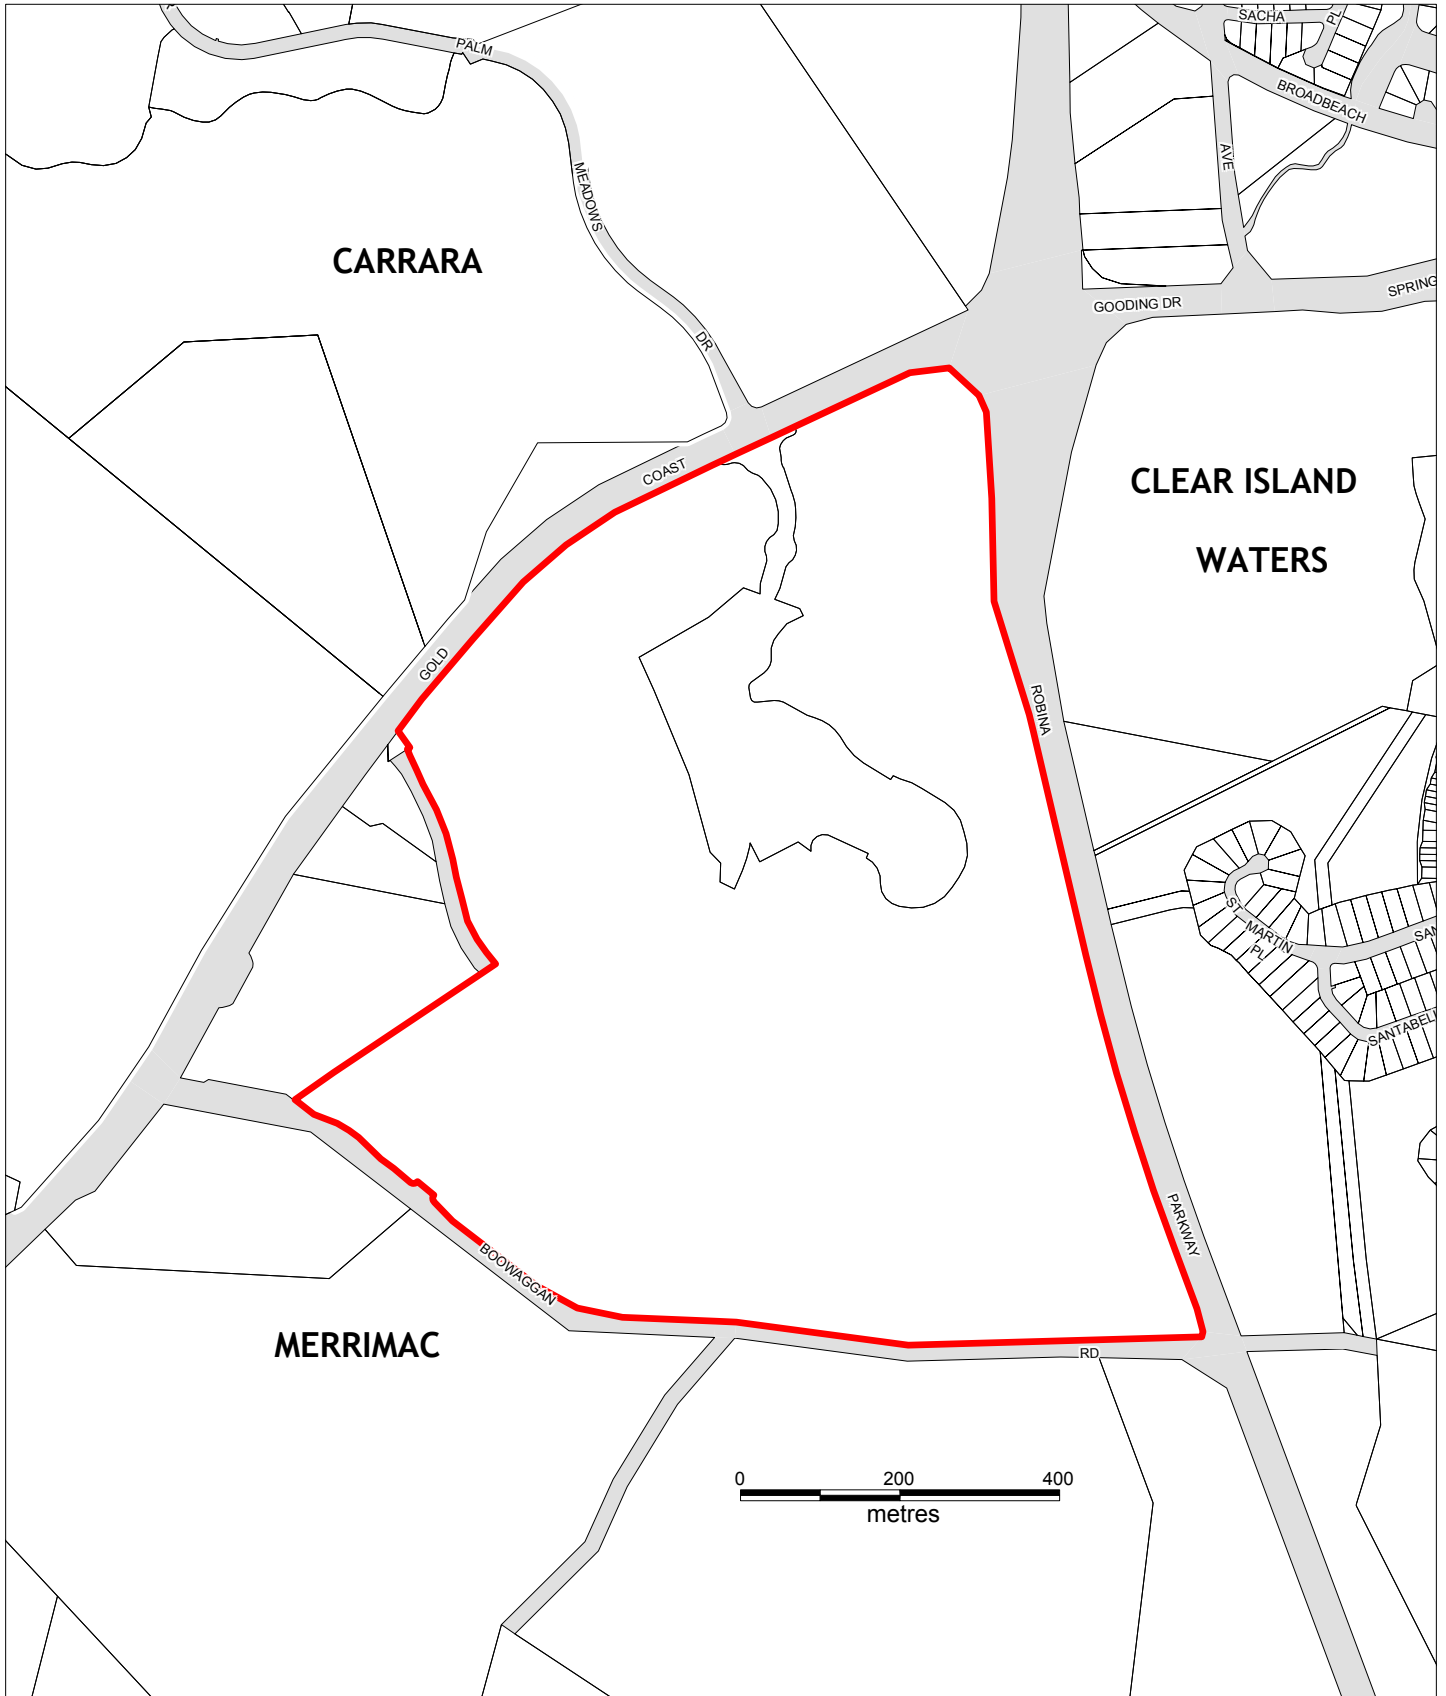 SACHA
PL
PALM
BROADBEACH
AVE
MEADOWS
CARRARA
SPRING
GOODING DR
DR
COAST
CLEAR ISLAND
WATERS
GOLD
ROBINA
ST. MARTIN
PL
SAN
SANTABELL
PARKWAY
BOOWAGGAN
MERRIMAC
RD
0 200 400
metres